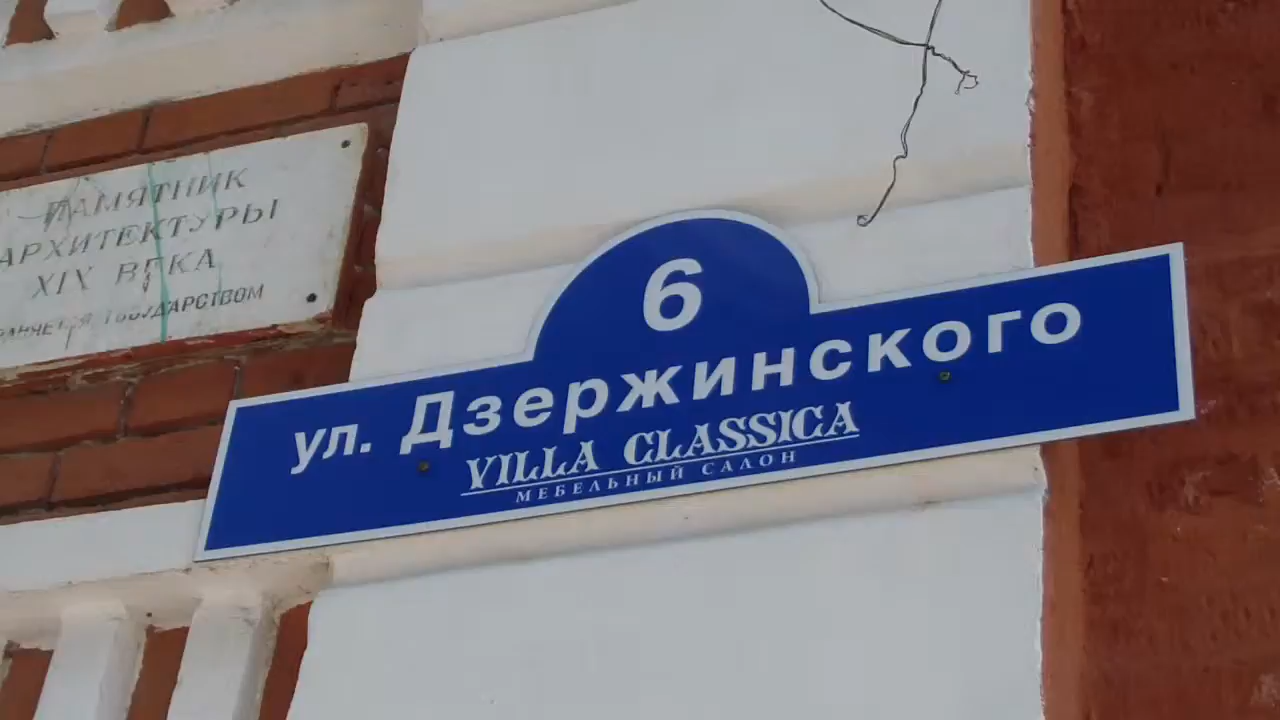 ПАМЯТНИК
АРХИТЕКТУРЫ
XIX ВЕКА
ГОСУДАРСТВОМ
6
ул. Дзержинского
VILLA CLASSICA
МЕБЕЛЬНЫЙ САЛОН